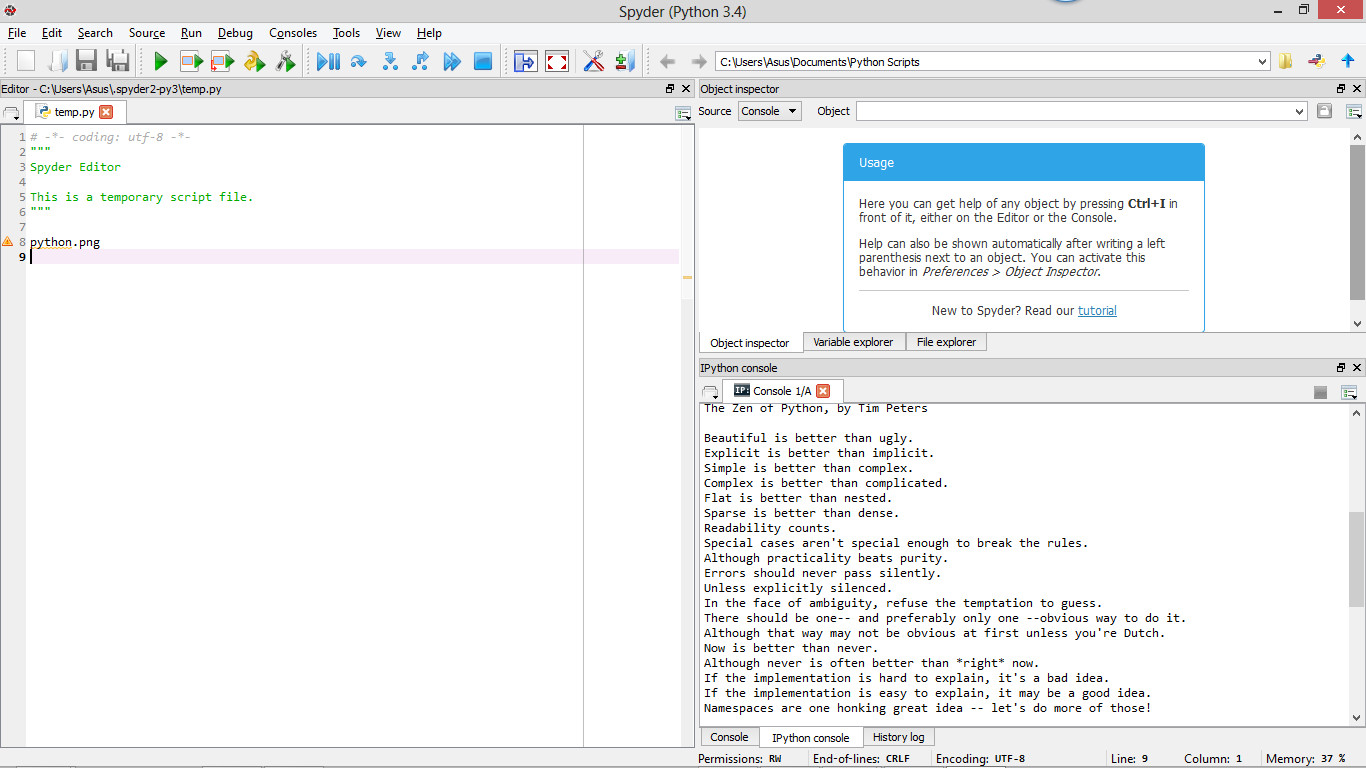 Spyder (Python 3.4)
File Edit Search Source Run Debug Consoles Tools View Help
C:\Users\Asus\Documents\Python Scripts
Editor - C:\Users\Asus\.spyder2-py3\temp.py
temp.py
1 # -*- coding: utf-8 -*-
2 """
3 Spyder Editor
4
5 This is a temporary script file.
6 """
7
8 python.png
9
Object inspector
Source Console Object
Usage
Here you can get help of any object by pressing Ctrl+I in
front of it, either on the Editor or the Console.
Help can also be shown automatically after writing a left
parenthesis next to an object. You can activate this
behavior in Preferences > Object Inspector.
New to Spyder? Read our tutorial
Object inspector Variable explorer File explorer
IPython console
IP: Console 1/A
The Zen of Python, by Tim Peters
Beautiful is better than ugly.
Explicit is better than implicit.
Simple is better than complex.
Complex is better than complicated.
Flat is better than nested.
Sparse is better than dense.
Readability counts.
Special cases aren't special enough to break the rules.
Although practicality beats purity.
Errors should never pass silently.
Unless explicitly silenced.
In the face of ambiguity, refuse the temptation to guess.
There should be one-- and preferably only one --obvious way to do it.
Although that way may not be obvious at first unless you're Dutch.
Now is better than never.
Although never is often better than *right* now.
If the implementation is hard to explain, it's a bad idea.
If the implementation is easy to explain, it may be a good idea.
Namespaces are one honking great idea -- let's do more of those!
Console IPython console History log
Permissions: RW End-of-lines: CRLF Encoding: UTF-8 Line: 9 Column: 1 Memory: 37 %